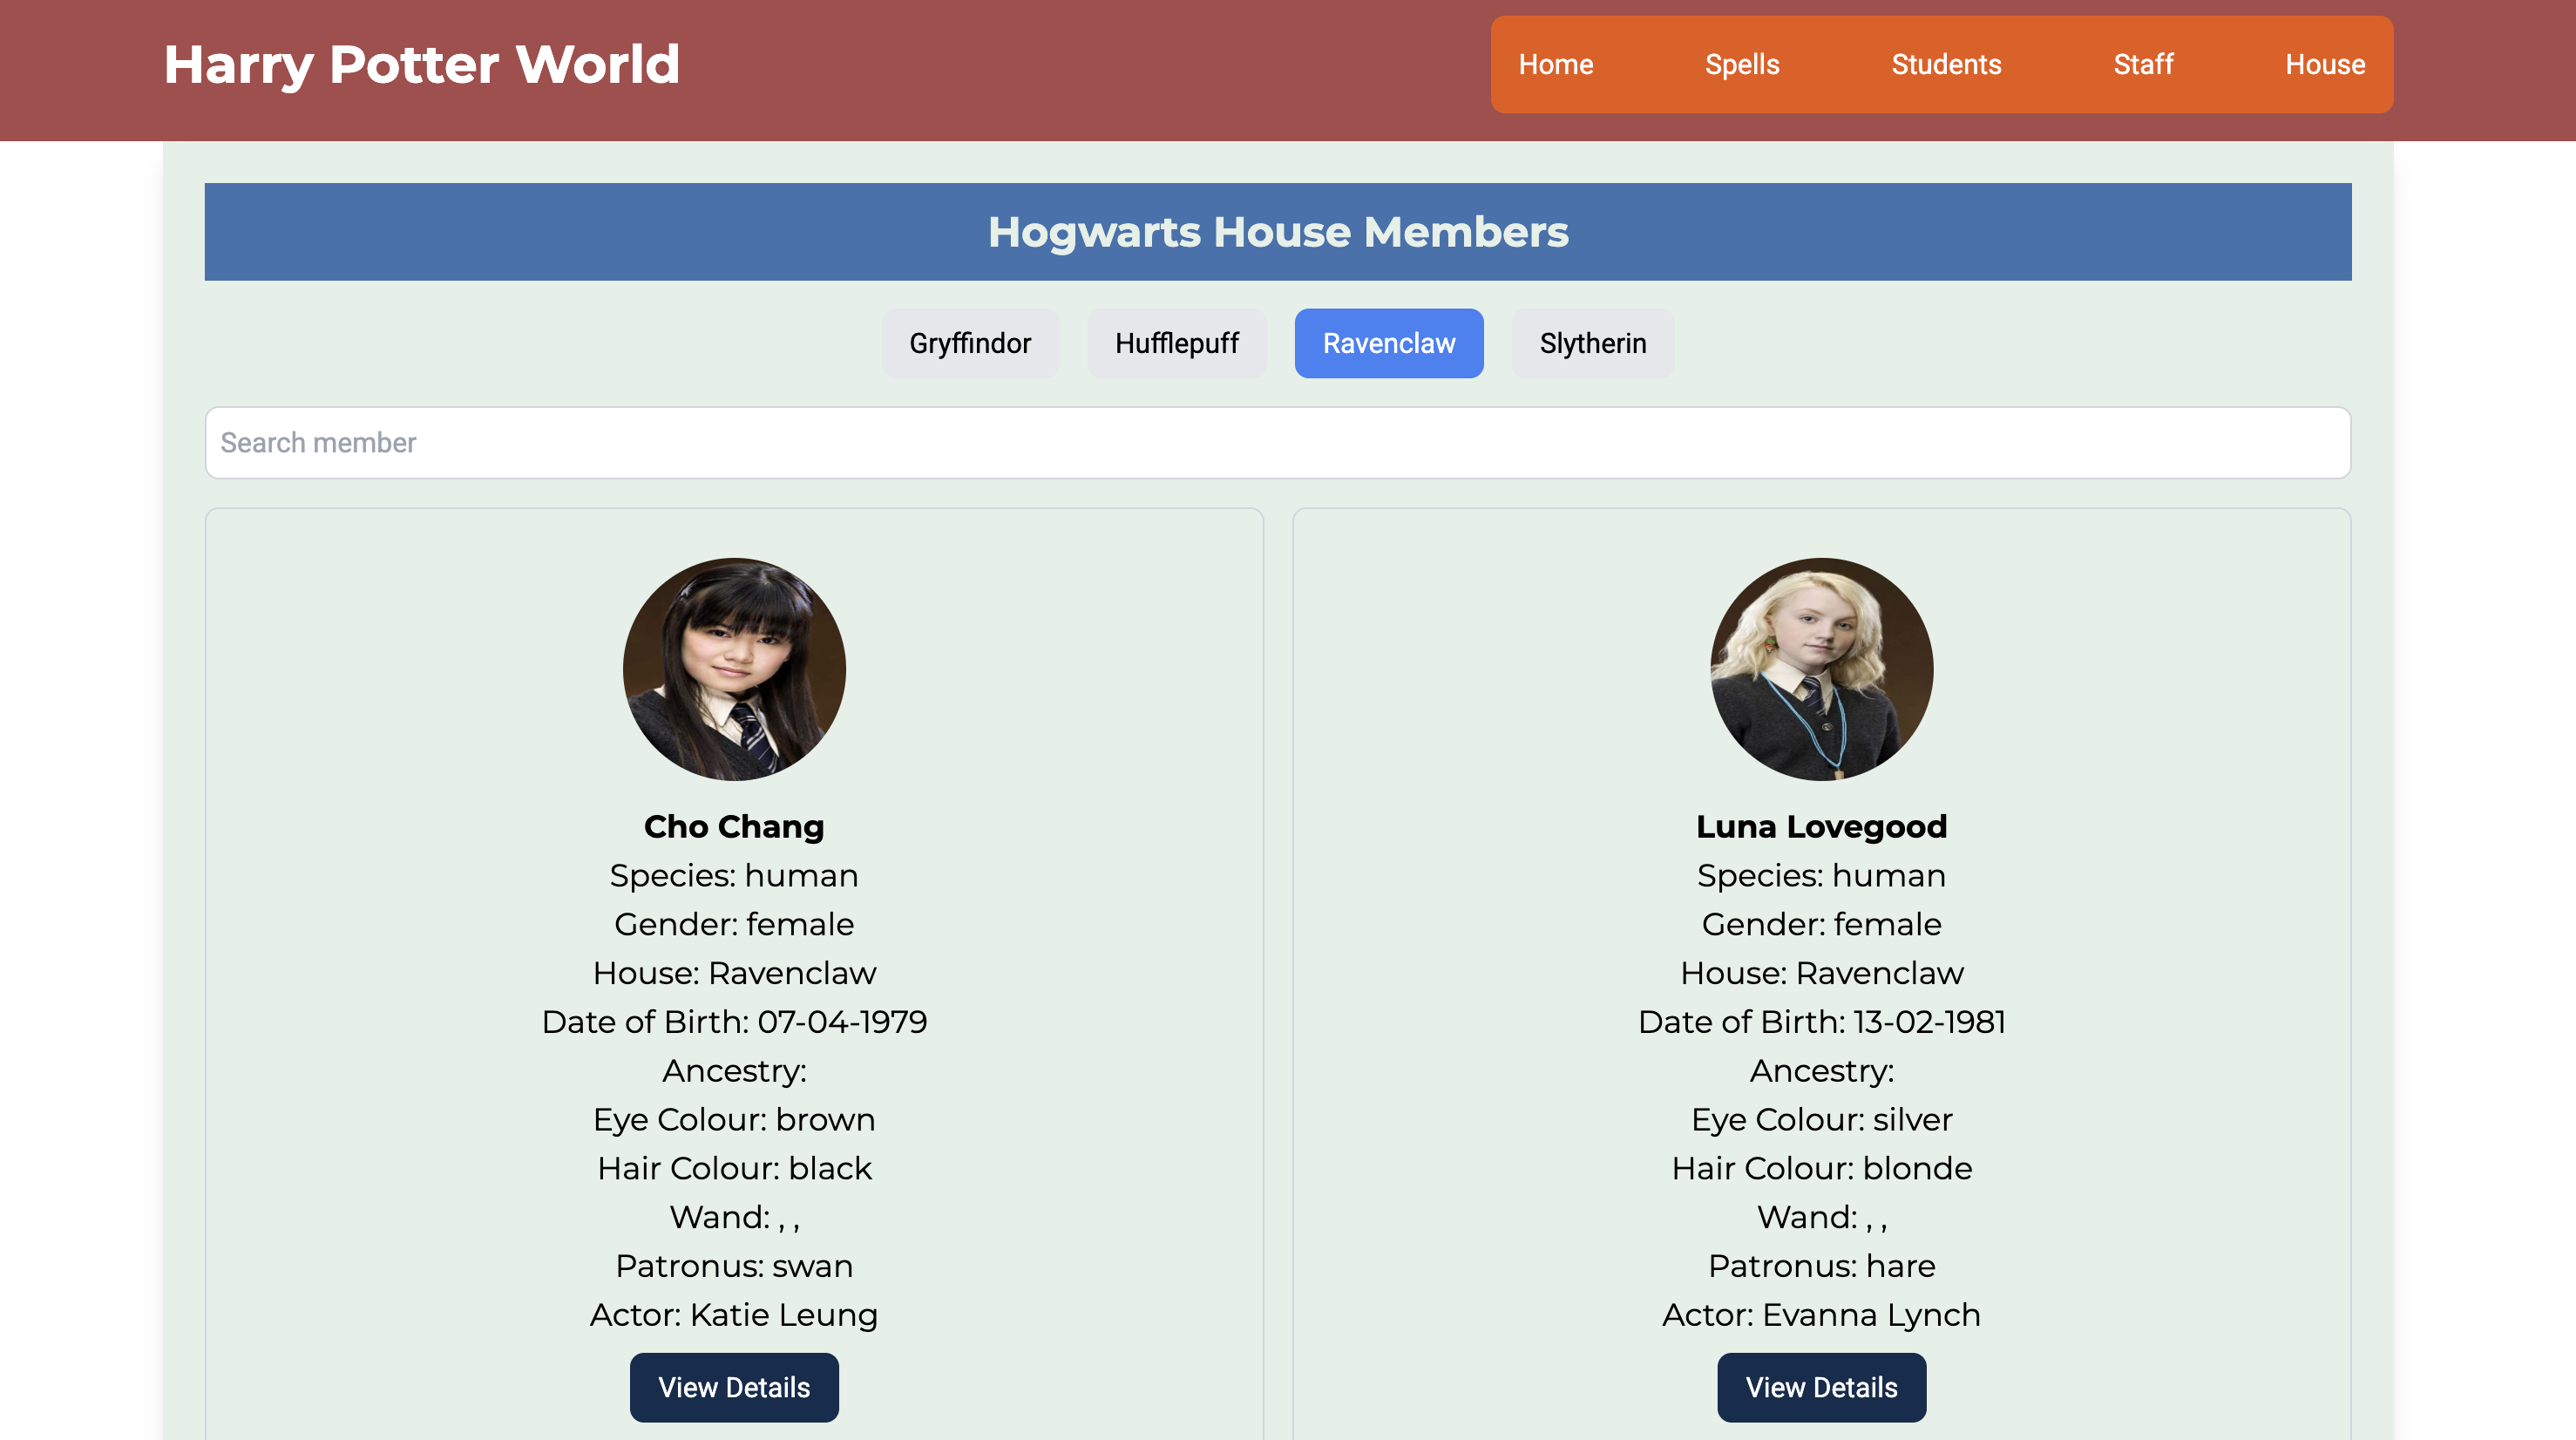 Harry Potter World
Home Spells Students Staff House
Hogwarts House Members
Gryffindor Hufflepuff Ravenclaw Slytherin
Search member
Cho Chang
Species: human
Gender: female
House: Ravenclaw
Date of Birth: 07-04-1979
Ancestry:
Eye Colour: brown
Hair Colour: black
Wand: , ,
Patronus: swan
Actor: Katie Leung
View Details
Luna Lovegood
Species: human
Gender: female
House: Ravenclaw
Date of Birth: 13-02-1981
Ancestry:
Eye Colour: silver
Hair Colour: blonde
Wand: , ,
Patronus: hare
Actor: Evanna Lynch
View Details